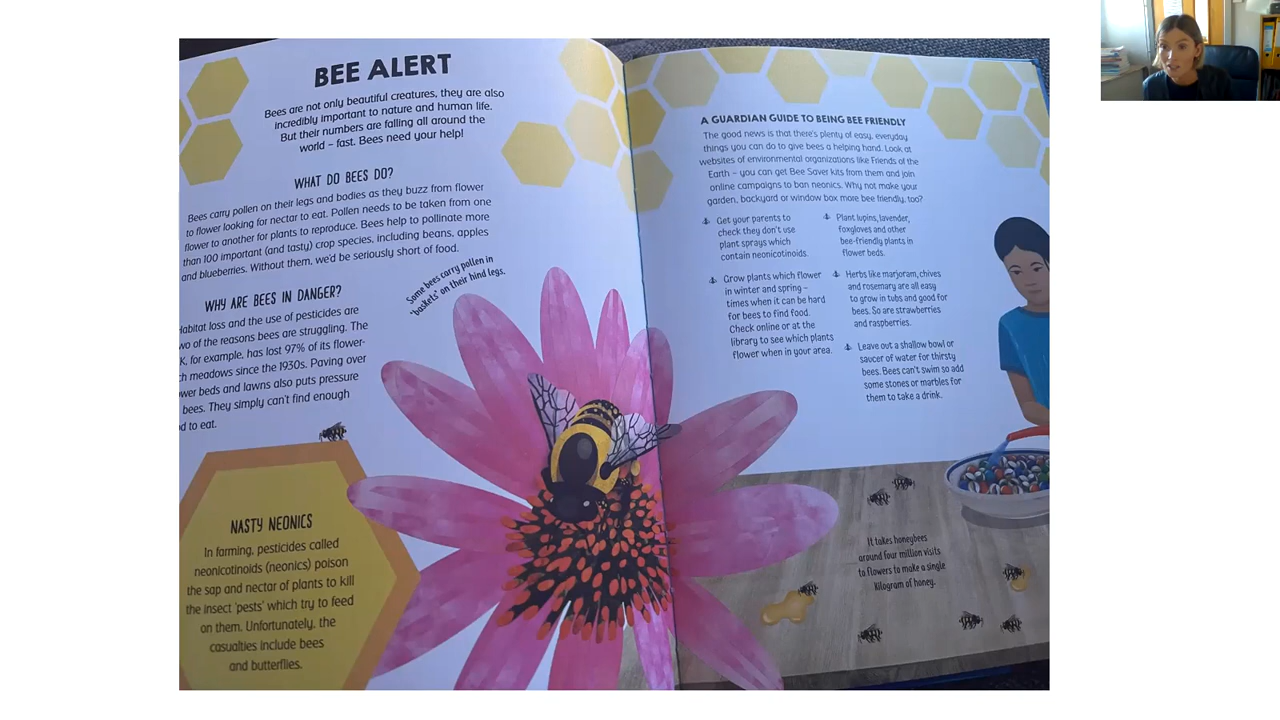 BEE ALERT
Bees are not only beautiful creatures, they are also
incredibly important to nature and human life.
But their numbers are falling all around the
world – fast. Bees need your help!
WHAT DO BEES DO?
Bees carry pollen on their legs and bodies as they buzz from flower
to flower looking for nectar to eat. Pollen needs to be taken from one
flower to another for plants to reproduce. Bees help to pollinate more
than 100 important (and tasty) crop species, including beans, apples
and blueberries. Without them, we'd be seriously short of food.
Some bees carry pollen in
"baskets" on their hind legs.
WHY ARE BEES IN DANGER?
abitat loss and the use of pesticides are
wo of the reasons bees are struggling. The
K, for example, has lost 97% of its flower-
h meadows since the 1930s. Paving over
wer beds and lawns also puts pressure
bees. They simply can't find enough
d to eat.
NASTY NEONICS
In farming, pesticides called
neonicotinoids (neonics) poison
the sap and nectar of plants to kill
the insect 'pests' which try to feed
on them. Unfortunately, the
casualties include bees
and butterflies.
A GUARDIAN GUIDE TO BEING BEE FRIENDLY
The good news is that there's plenty of easy, everyday
things you can do to give bees a helping hand. Look at
websites of environmental organizations like Friends of the
Earth – you can get Bee Saver kits from them and join
online campaigns to ban neonics. Why not make your
garden, backyard or window box more bee friendly, too?
Get your parents to
check they don't use
plant sprays which
contain neonicotinoids.
Grow plants which flower
in winter and spring –
times when it can be hard
for bees to find food.
Check online or at the
library to see which plants
flower when in your area.
Plant lupins, lavender,
foxgloves and other
bee-friendly plants in
flower beds.
Herbs like marjoram, chives
and rosemary are all easy
to grow in tubs and good for
bees. So are strawberries
and raspberries.
Leave out a shallow bowl or
saucer of water for thirsty
bees. Bees can't swim so add
some stones or marbles for
them to take a drink.
It takes honeybees
around four million visits
to flowers to make a single
kilogram of honey.